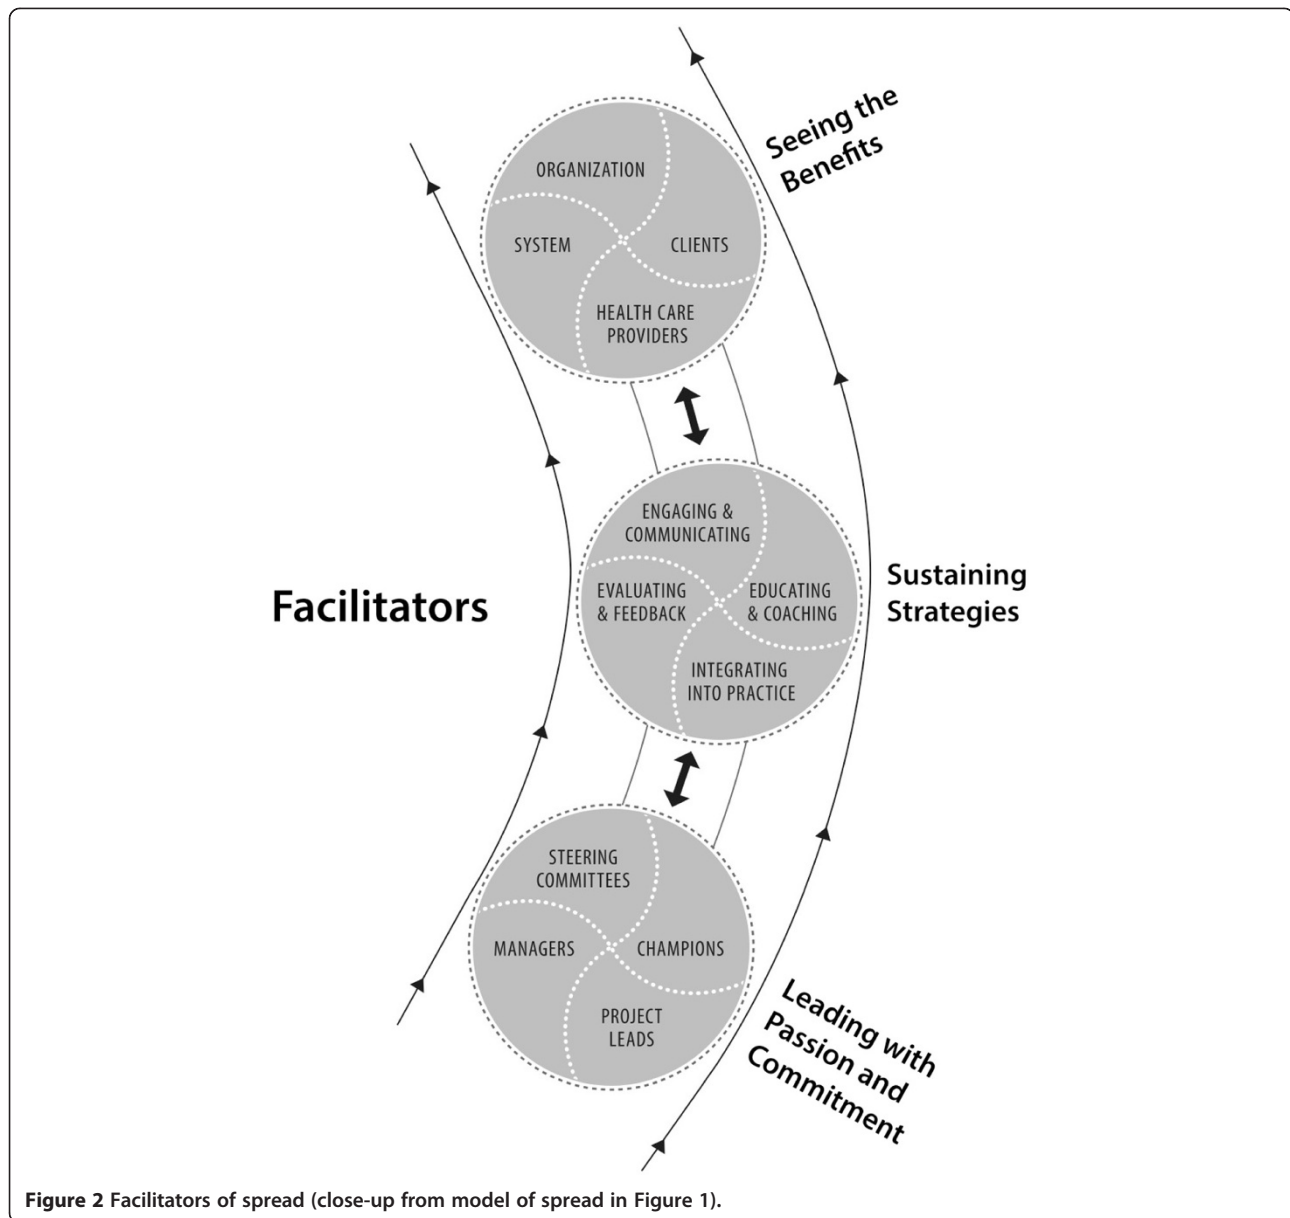 Seeing the
Benefits
ORGANIZATION
SYSTEM
CLIENTS
HEALTH CARE
PROVIDERS
Facilitators
ENGAGING &
COMMUNICATING
EVALUATING
& FEEDBACK
EDUCATING
& COACHING
INTEGRATING
INTO PRACTICE
Sustaining
Strategies
STEERING
COMMITTEES
MANAGERS
CHAMPIONS
PROJECT
LEADS
Leading with
Passion and
Commitment
Figure 2 Facilitators of spread (close-up from model of spread in Figure 1).